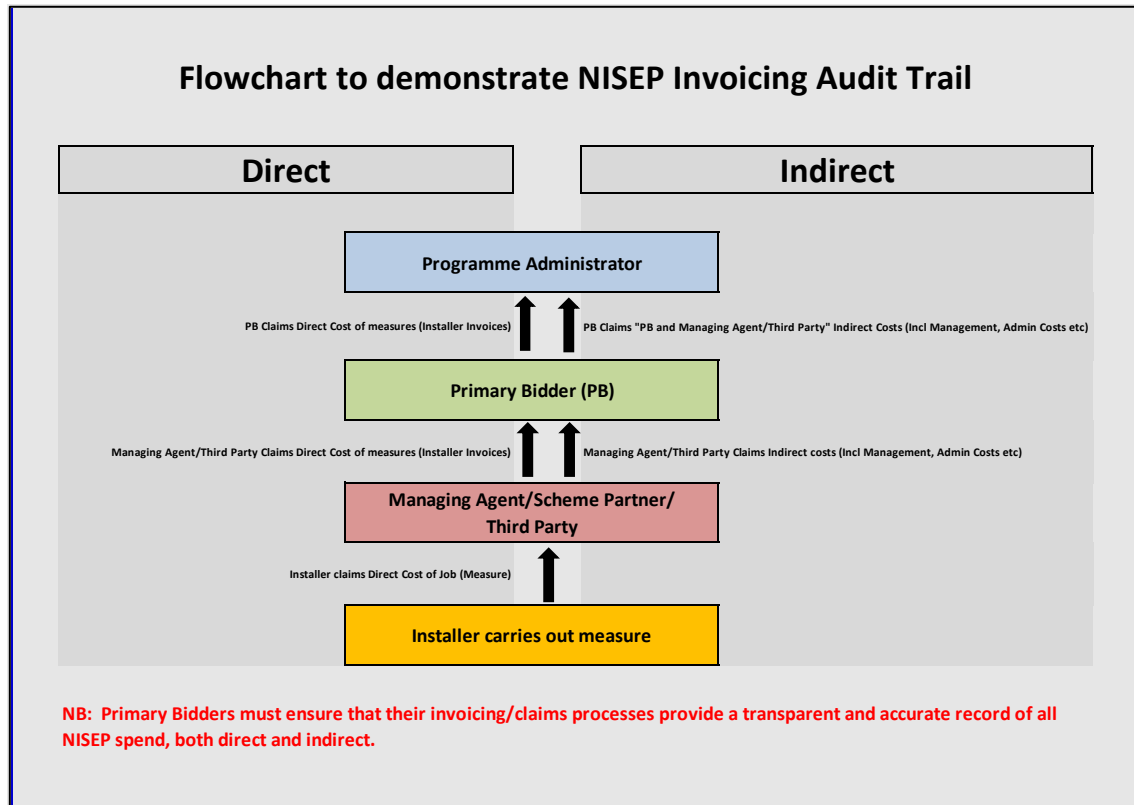 Flowchart to demonstrate NISEP Invoicing Audit Trail
Direct
Indirect
Programme Administrator
PB Claims Direct Cost of measures (Installer Invoices)
PB Claims "PB and Managing Agent/Third Party" Indirect Costs (Incl Management, Admin Costs etc)
Primary Bidder (PB)
Managing Agent/Third Party Claims Direct Cost of measures (Installer Invoices)
Managing Agent/Third Party Claims Indirect costs (Incl Management, Admin Costs etc)
Managing Agent/Scheme Partner/
Third Party
Installer claims Direct Cost of Job (Measure)
Installer carries out measure
NB:  Primary Bidders must ensure that their invoicing/claims processes provide a transparent and accurate record of all
NISEP spend, both direct and indirect.